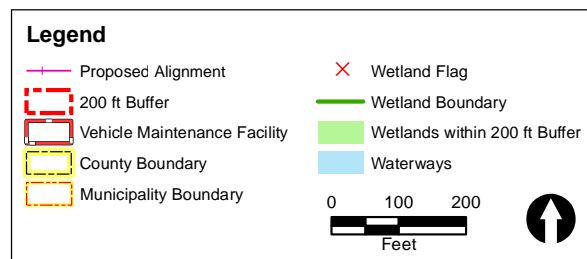 Legend
Proposed Alignment
200 ft Buffer
Vehicle Maintenance Facility
County Boundary
Municipality Boundary
Wetland Flag
Wetland Boundary
Wetlands within 200 ft Buffer
Waterways
0 100 200
Feet